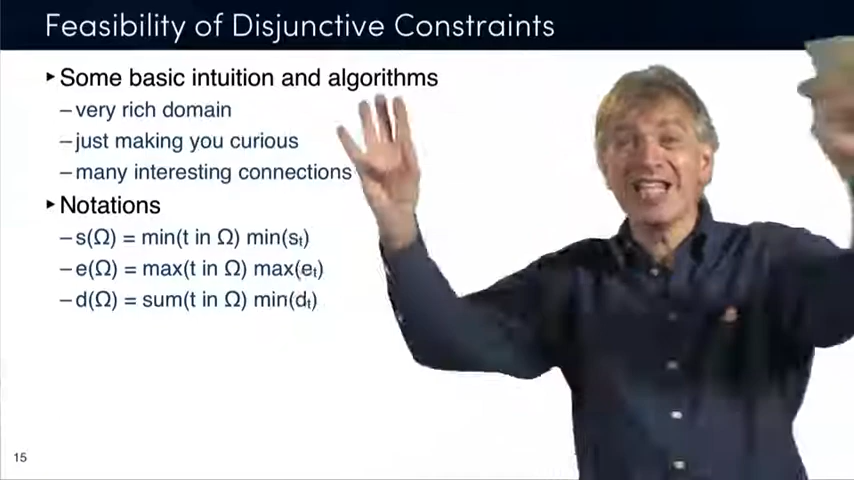 Feasibility of Disjunctive Constraints
▸Some basic intuition and algorithms
–very rich domain
–just making you curious
–many interesting connections
▸Notations
–s(Ω) = min(t in Ω) min(sₜ)
–e(Ω) = max(t in Ω) max(eₜ)
–d(Ω) = sum(t in Ω) min(dₜ)
15